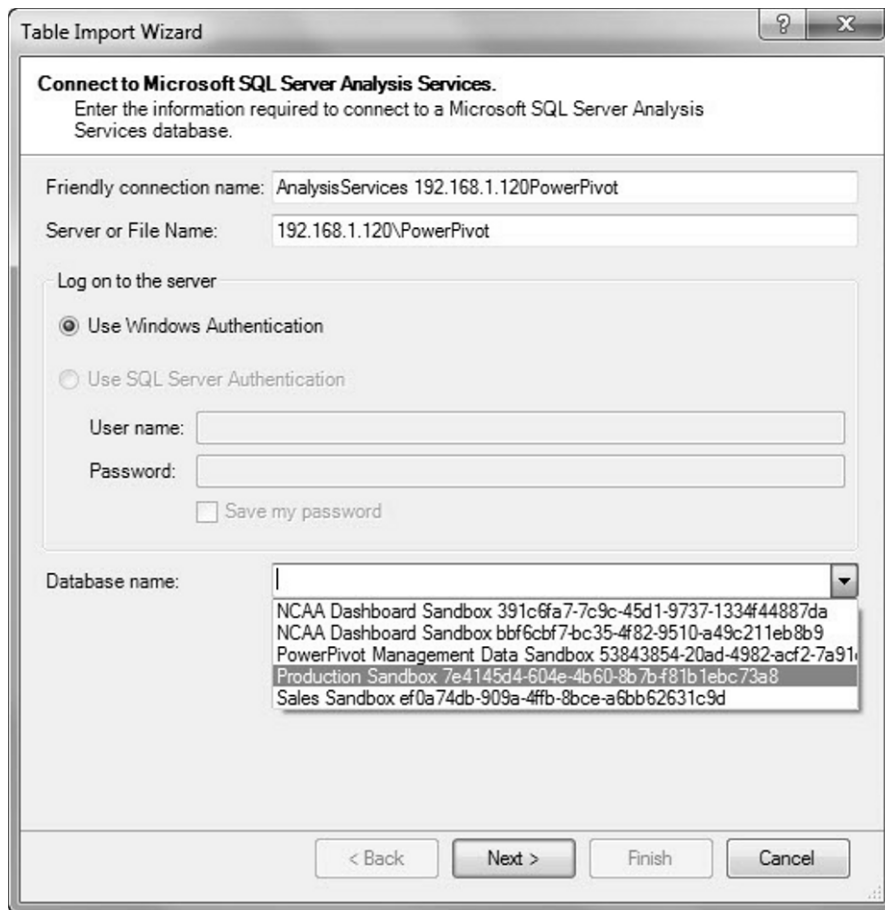 Table Import Wizard
Connect to Microsoft SQL Server Analysis Services.
Enter the information required to connect to a Microsoft SQL Server Analysis
Services database.
Friendly connection name: AnalysisServices 192.168.1.120PowerPivot
Server or File Name: 192.168.1.120\PowerPivot
Log on to the server
Use Windows Authentication
Use SQL Server Authentication
User name:
Password:
Save my password
Database name:
NCAA Dashboard Sandbox 391c6fa7-7c9c-45d1-9737-1334f44887da
NCAA Dashboard Sandbox bbf6cbf7-bc35-4f82-9510-a49c211eb8b9
PowerPivot Management Data Sandbox 53843854-20ad-4982-acf2-7a91
Production Sandbox 7e4145d4-604e-4b60-8b7b-f81b1ebc73a8
Sales Sandbox ef0a74db-909a-4ffb-8bce-a6bb62631c9d
< Back Next > Finish Cancel